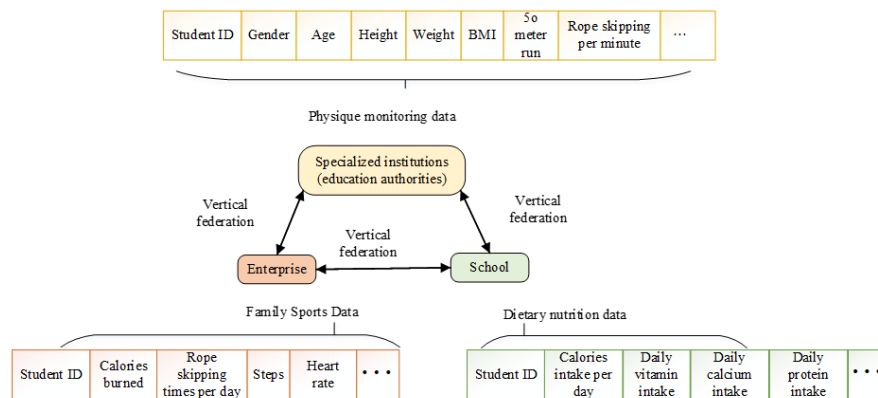 Student ID Gender Age Height Weight BMI 5o meter run Rope skipping per minute ...
Physique monitoring data
Specialized institutions
(education authorities)
Vertical
federation
Vertical
federation
Vertical
federation
Enterprise
School
Family Sports Data
Dietary nutrition data
Student ID Calories burned Rope skipping times per day Steps Heart rate ...
Student ID Calories intake per day Daily vitamin intake Daily calcium intake Daily protein intake ...